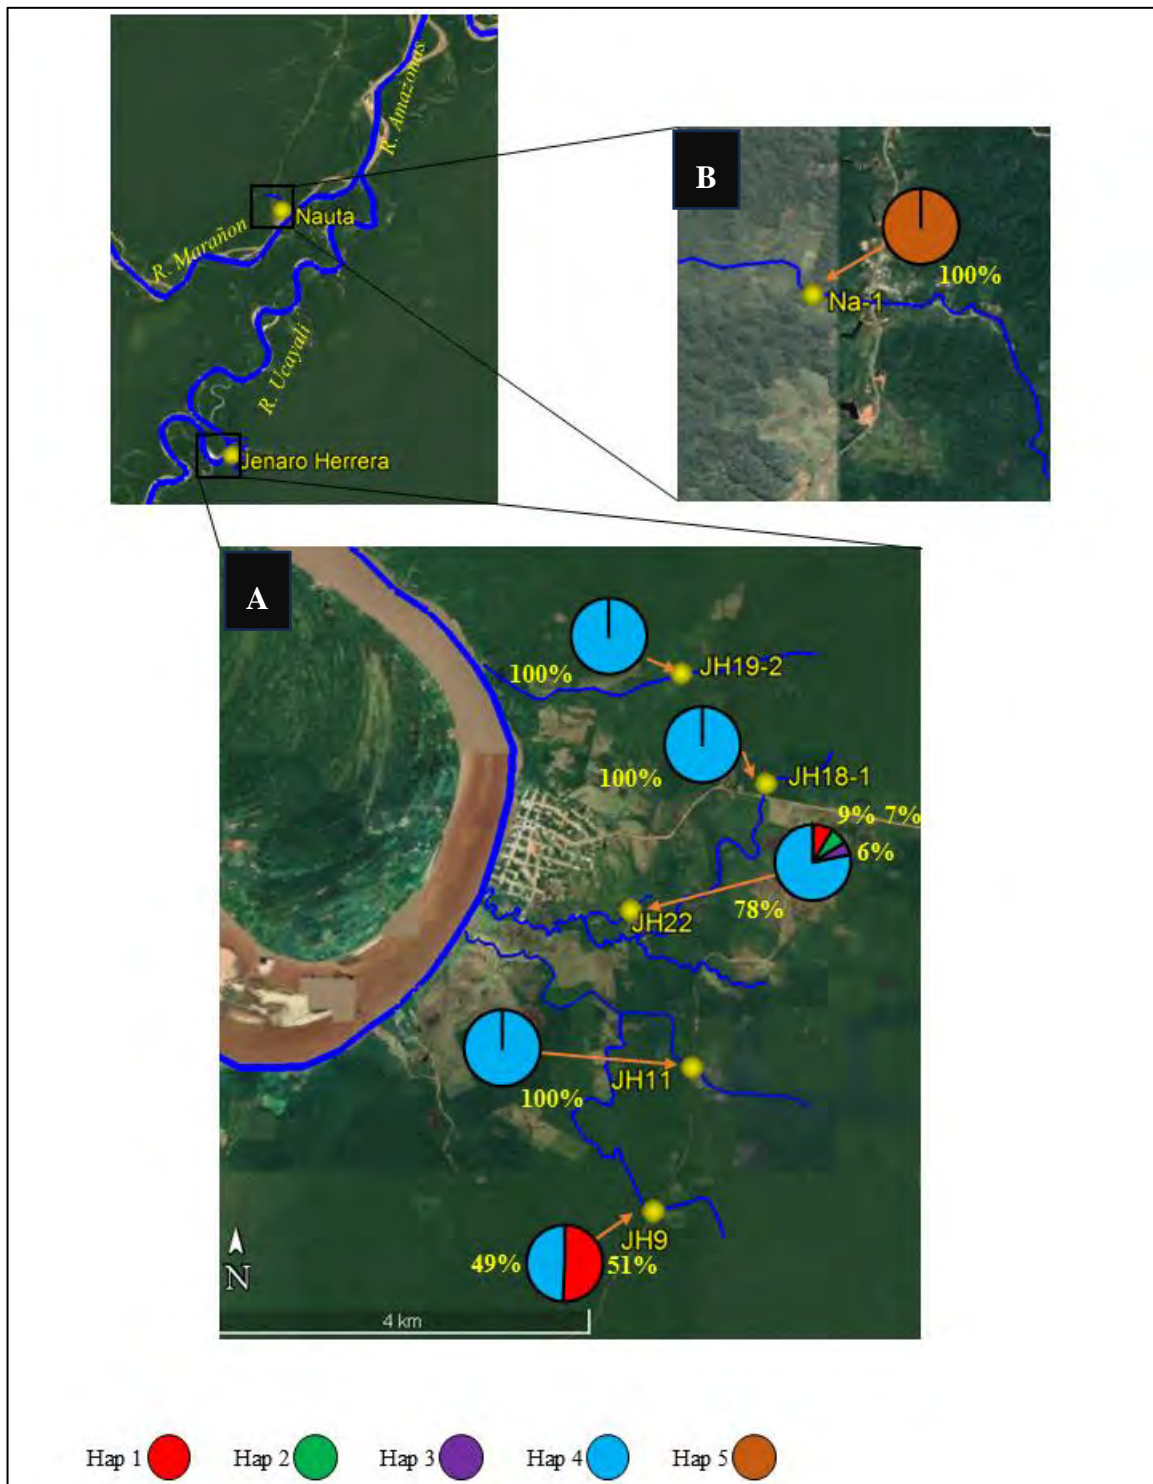 R. Amazonas
Nauta
R. Marañon
R. Ucayali
Jenaro Herrera
B
100%
Na-1
A
100%
JH19-2
100%
JH18-1
9% 7%
6%
78%
JH22
100%
JH11
JH9
49%
51%
N
4 km
Hap 1
Hap 2
Hap 3
Hap 4
Hap 5